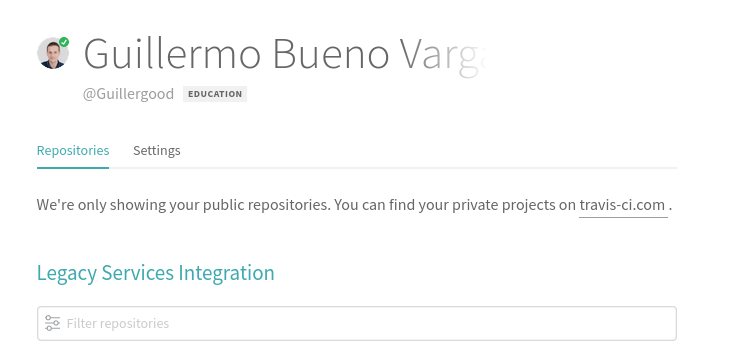 Guillermo Bueno Varg
@Guillergood EDUCATION
Repositories Settings
We're only showing your public repositories. You can find your private projects on travis-ci.com .
Legacy Services Integration
Filter repositories